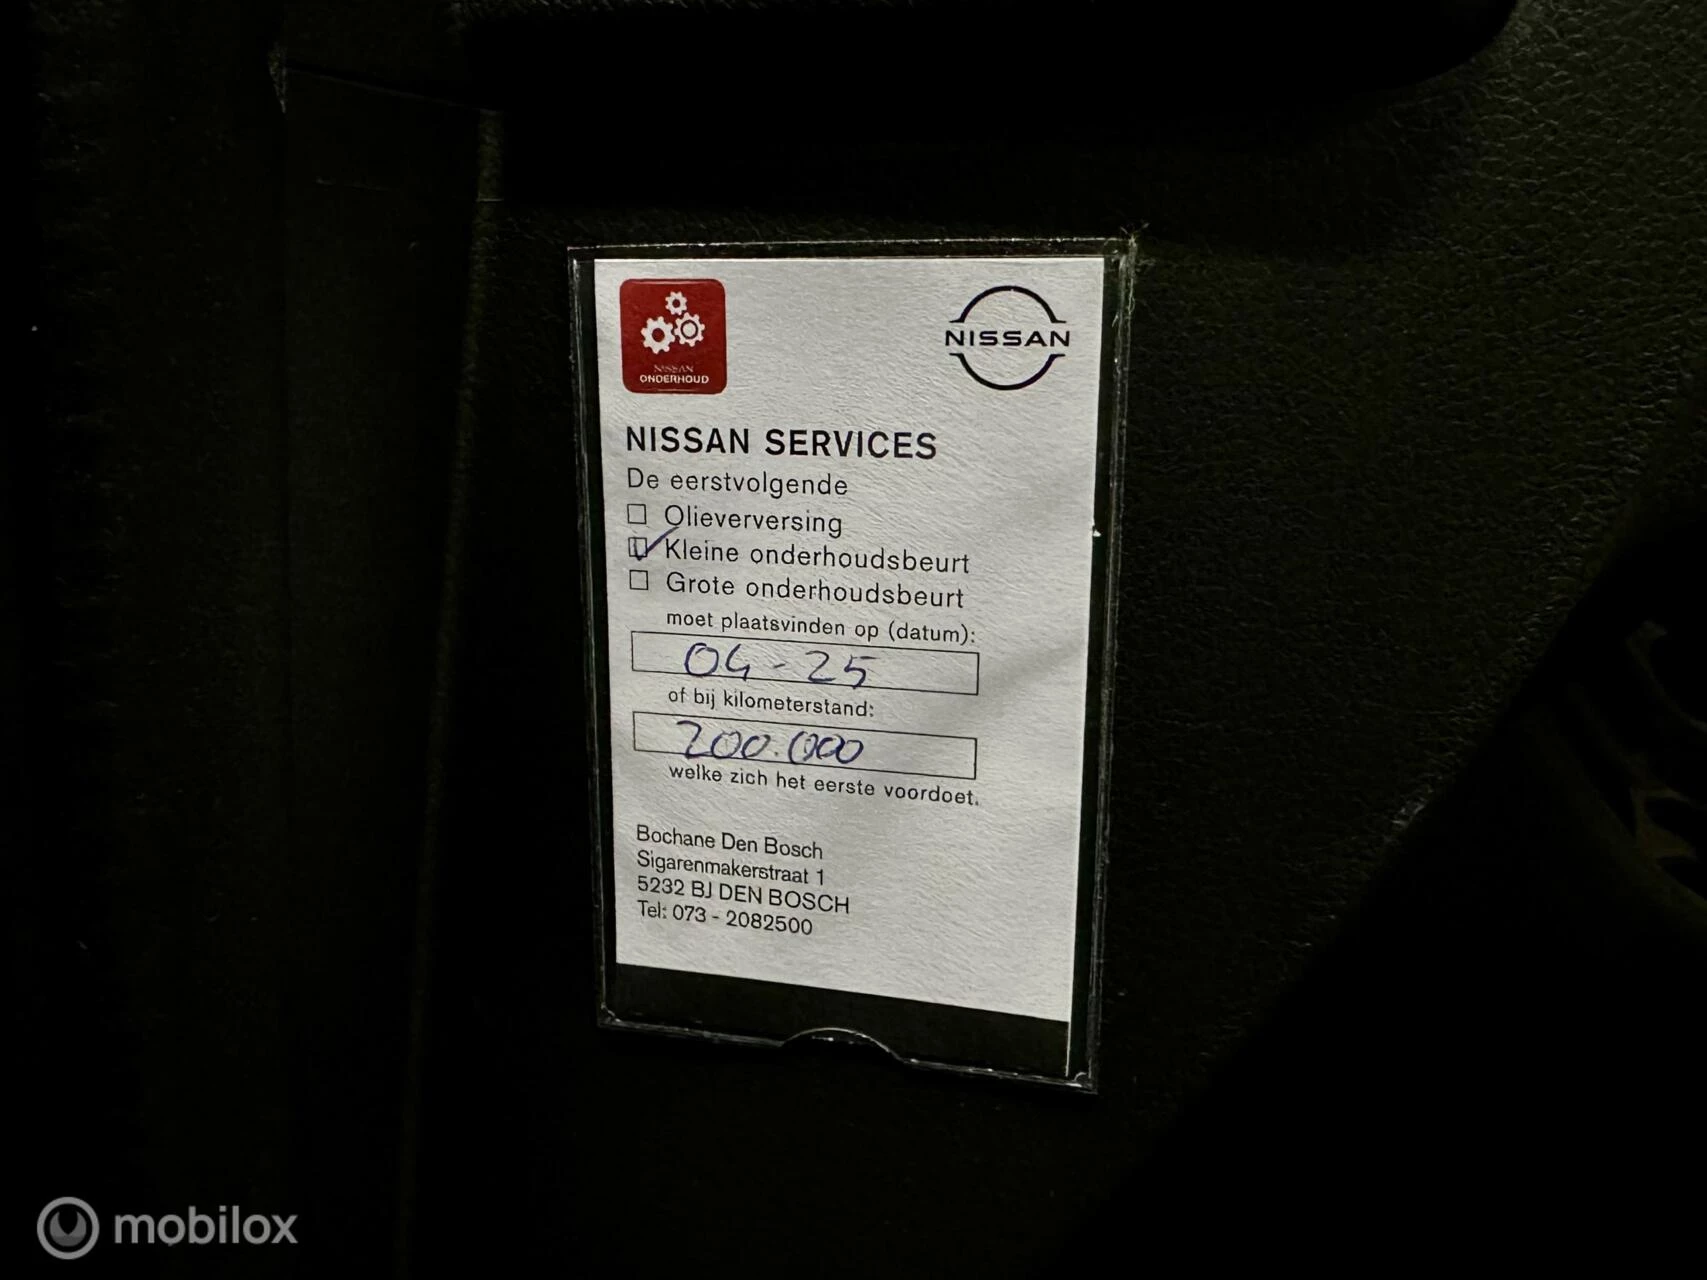 NISSAN
ONDERHOUD
NISSAN
NISSAN SERVICES
De eerstvolgende
Olieverversing
Kleine onderhoudsbeurt
Grote onderhoudsbeurt
moet plaatsvinden op (datum):
04-25
of bij kilometerstand:
200.000
welke zich het eerste voordoet.
Bochane Den Bosch
Sigarenmakerstraat 1
5232 BJ DEN BOSCH
Tel: 073 - 2082500
mobilox